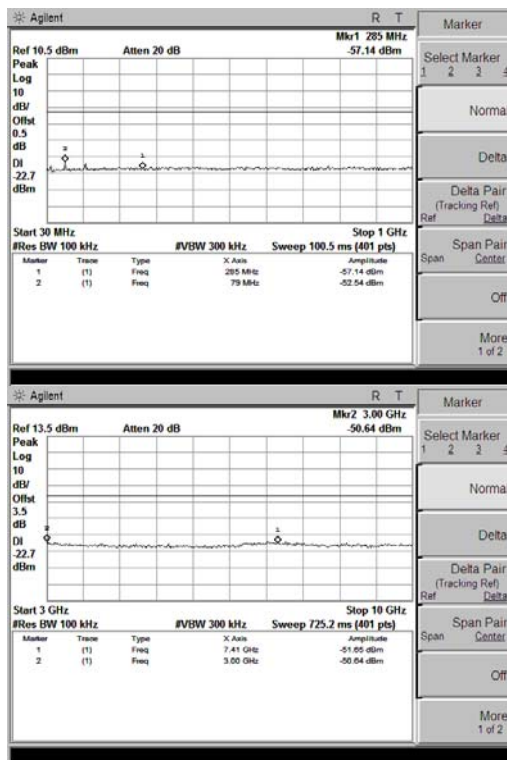 Agilent R T
Mkr1 285 MHz
Ref 10.5 dBm Atten 20 dB -57.14 dBm
Peak
Log
10
dB/
Offst
0.5
dB
DI
-22.7
dBm
2
1
Start 30 MHz Stop 1 GHz
#Res BW 100 kHz #VBW 300 kHz Sweep 100.5 ms (401 pts)
Marker Trace Type X Axis Amplitude
1 (1) Freq 285 MHz -57.14 dBm
2 (1) Freq 79 MHz -52.54 dBm
Marker
Select Marker
1 2 3 4
Normal
Delta
Delta Pair
(Tracking Ref)
Ref Delta
Span Pair
Span Center
Off
More
1 of 2
Agilent R T
Mkr2 3.00 GHz
Ref 13.5 dBm Atten 20 dB -50.64 dBm
Peak
Log
10
dB/
Offst
3.5
dB
DI
-22.7
dBm
2
1
Start 3 GHz Stop 10 GHz
#Res BW 100 kHz #VBW 300 kHz Sweep 725.2 ms (401 pts)
Marker Trace Type X Axis Amplitude
1 (1) Freq 7.41 GHz -51.65 dBm
2 (1) Freq 3.00 GHz -50.64 dBm
Marker
Select Marker
1 2 3 4
Normal
Delta
Delta Pair
(Tracking Ref)
Ref Delta
Span Pair
Span Center
Off
More
1 of 2